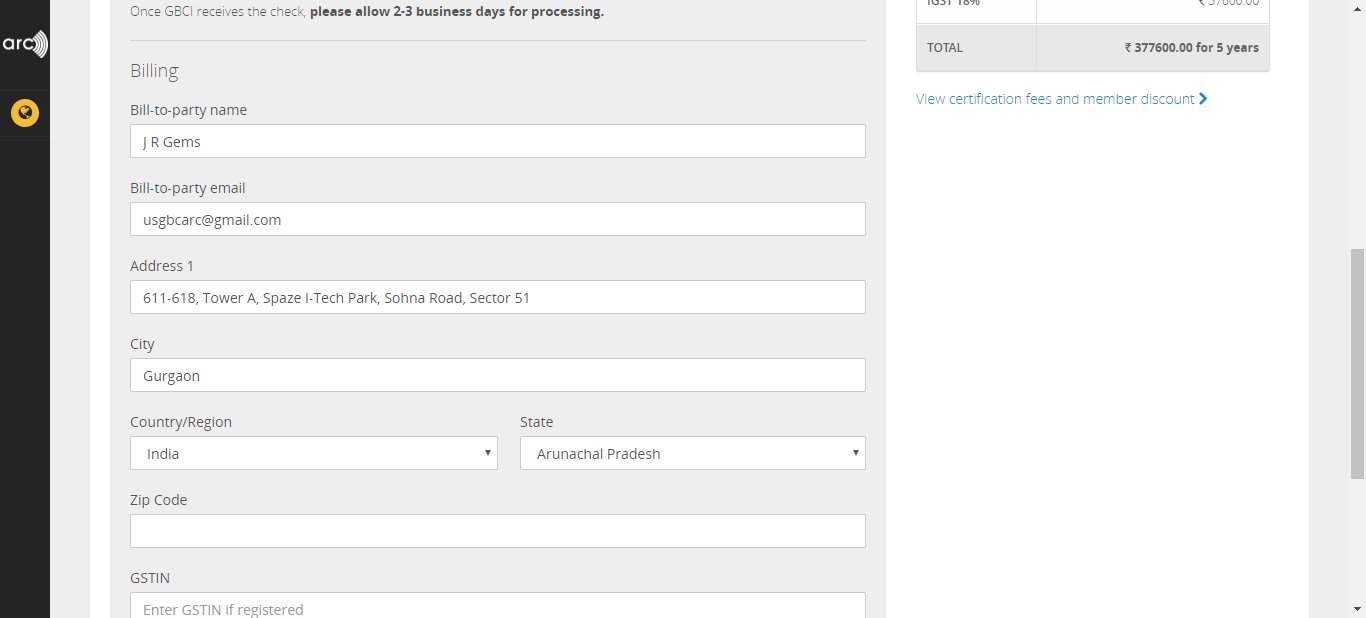 arc
Once GBCI receives the check, please allow 2-3 business days for processing.
Billing
Bill-to-party name
J R Gems
Bill-to-party email
usgbcarc@gmail.com
Address 1
611-618, Tower A, Spaze I-Tech Park, Sohna Road, Sector 51
City
Gurgaon
Country/Region
State
India
Arunachal Pradesh
Zip Code
GSTIN
Enter GSTIN if registered
IGST 18%
₹ 57600.00
TOTAL
₹ 377600.00 for 5 years
View certification fees and member discount